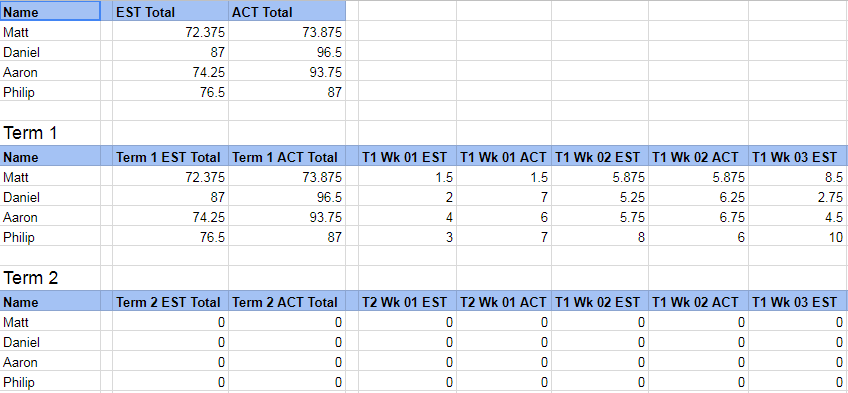 Name EST Total ACT Total
Matt 72.375 73.875
Daniel 87 96.5
Aaron 74.25 93.75
Philip 76.5 87
Term 1
Name Term 1 EST Total Term 1 ACT Total T1 Wk 01 EST T1 Wk 01 ACT T1 Wk 02 EST T1 Wk 02 ACT T1 Wk 03 EST
Matt 72.375 73.875 1.5 1.5 5.875 5.875 8.5
Daniel 87 96.5 2 7 5.25 6.25 2.75
Aaron 74.25 93.75 4 6 5.75 6.75 4.5
Philip 76.5 87 3 7 8 6 10
Term 2
Name Term 2 EST Total Term 2 ACT Total T2 Wk 01 EST T2 Wk 01 ACT T1 Wk 02 EST T1 Wk 02 ACT T1 Wk 03 EST
Matt 0 0 0 0 0 0 0
Daniel 0 0 0 0 0 0 0
Aaron 0 0 0 0 0 0 0
Philip 0 0 0 0 0 0 0